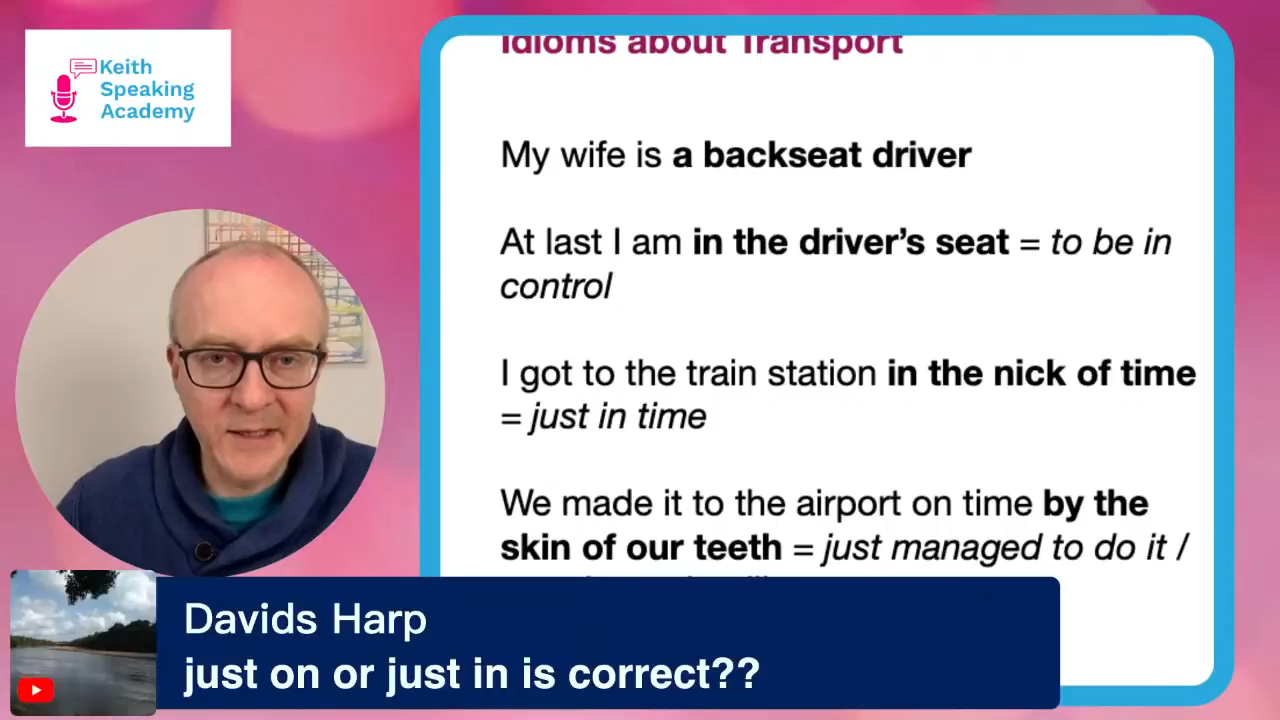 Keith
Speaking
Academy
Idioms about Transport
My wife is a backseat driver
At last I am in the driver’s seat = to be in
control
I got to the train station in the nick of time
= just in time
We made it to the airport on time by the
skin of our teeth = just managed to do it /
Davids Harp
just on or just in is correct??